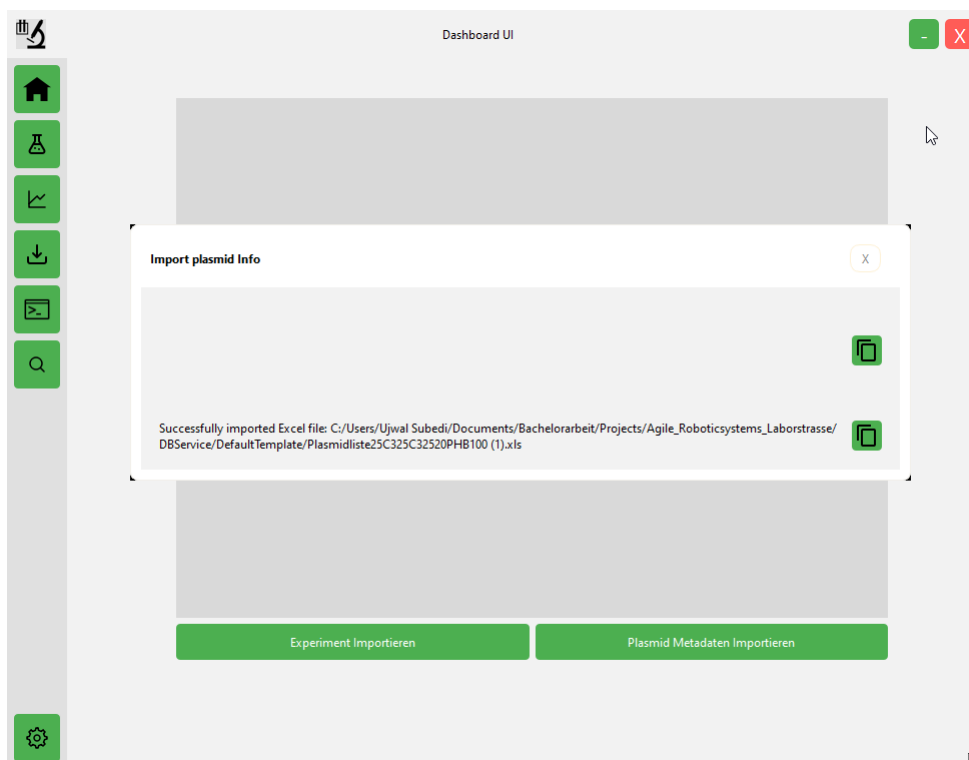 Dashboard UI
-
X
Import plasmid Info
X
Successfully imported Excel file: C:/Users/Ujwal Subedi/Documents/Bachelorarbeit/Projects/Agile_Roboticsystems_Laborstrasse/
DBService/DefaultTemplate/Plasmidliste25C325C32520PHB100 (1).xls
Experiment Importieren
Plasmid Metadaten Importieren